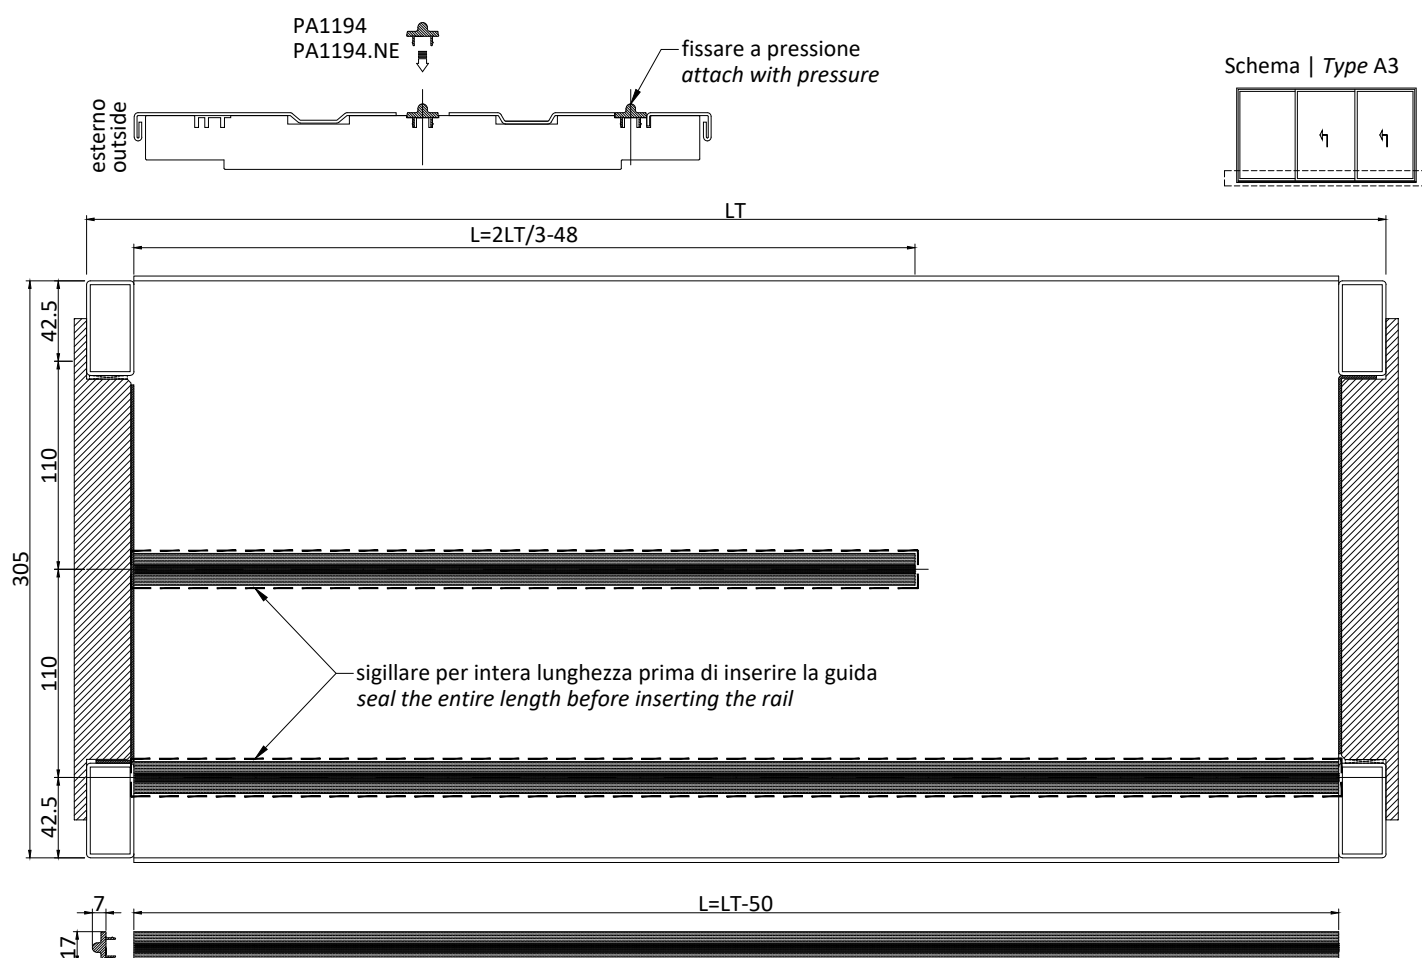 PA1194
PA1194.NE
fissare a pressione
attach with pressure
Schema | Type A3
esterno
outside
LT
L=2LT/3-48
42.5
110
305
110
42.5
sigillare per intera lunghezza prima di inserire la guida
seal the entire length before inserting the rail
7
L=LT-50
17